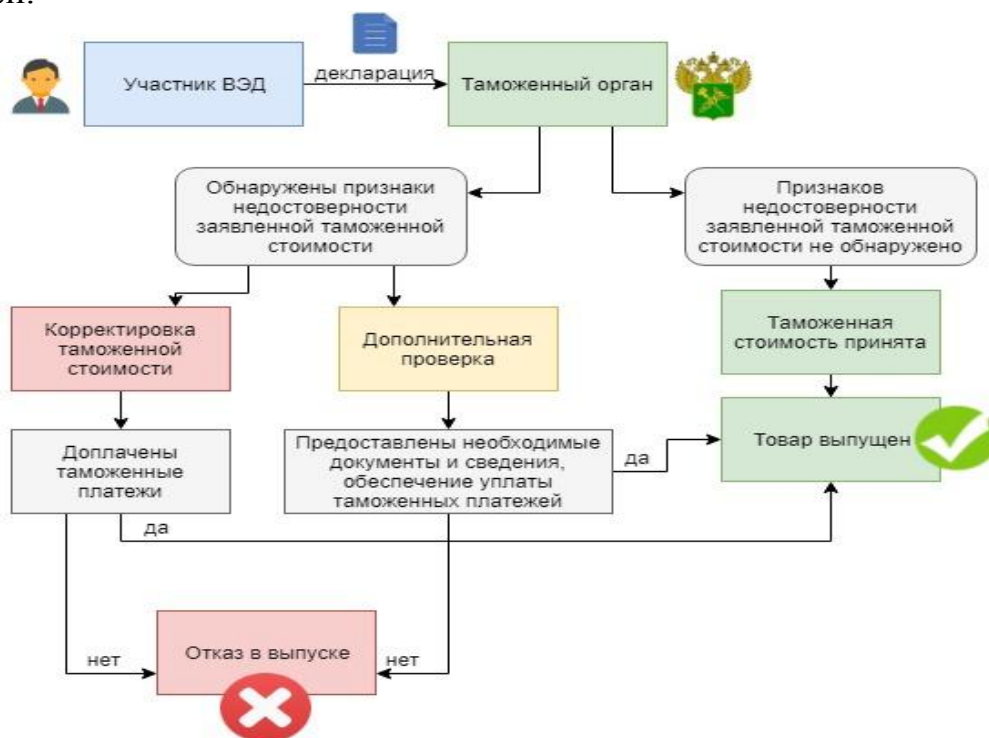 Участник ВЭД
декларация
Таможенный орган
Обнаружены признаки
недостоверности
заявленной таможенной
стоимости
Признаков
недостоверности
заявленной таможенной
стоимости не обнаружено
Корректировка
таможенной
стоимости
Дополнительная
проверка
Таможенная
стоимость принята
Доплачены
таможенные
платежи
Предоставлены необходимые
документы и сведения,
обеспечение уплаты
таможенных платежей
да
Товар выпущен
да
нет
Отказ в выпуске
нет